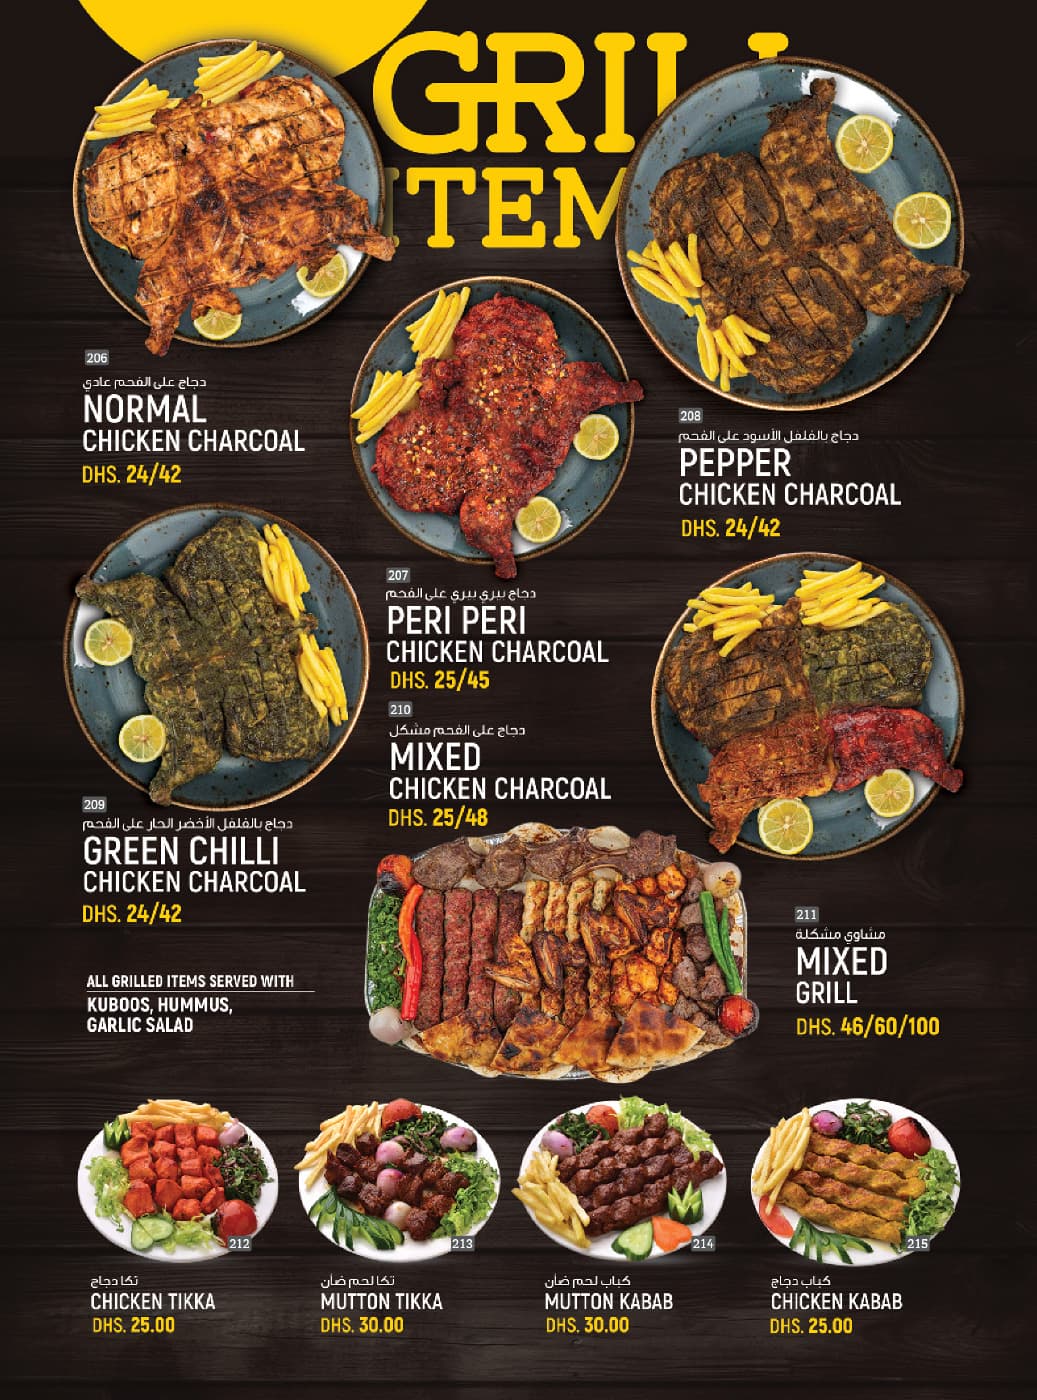 GRILL
ITEM
206
دجاج على الفحم عادي
NORMAL
CHICKEN CHARCOAL
DHS. 24/42
207
دجاج بيري بيري على الفحم
PERI PERI
CHICKEN CHARCOAL
DHS. 25/45
208
دجاج بالفلفل الأسود على الفحم
PEPPER
CHICKEN CHARCOAL
DHS. 24/42
209
دجاج بالفلفل الأخضر الحار على الفحم
GREEN CHILLI
CHICKEN CHARCOAL
DHS. 24/42
210
دجاج على الفحم مشكل
MIXED
CHICKEN CHARCOAL
DHS. 25/48
211
مشاوي مشكلة
MIXED
GRILL
DHS. 46/60/100
ALL GRILLED ITEMS SERVED WITH
KUBOOS, HUMMUS,
GARLIC SALAD
212
تكا دجاج
CHICKEN TIKKA
DHS. 25.00
213
تكا لحم ضأن
MUTTON TIKKA
DHS. 30.00
214
كباب لحم ضأن
MUTTON KABAB
DHS. 30.00
215
كباب دجاج
CHICKEN KABAB
DHS. 25.00